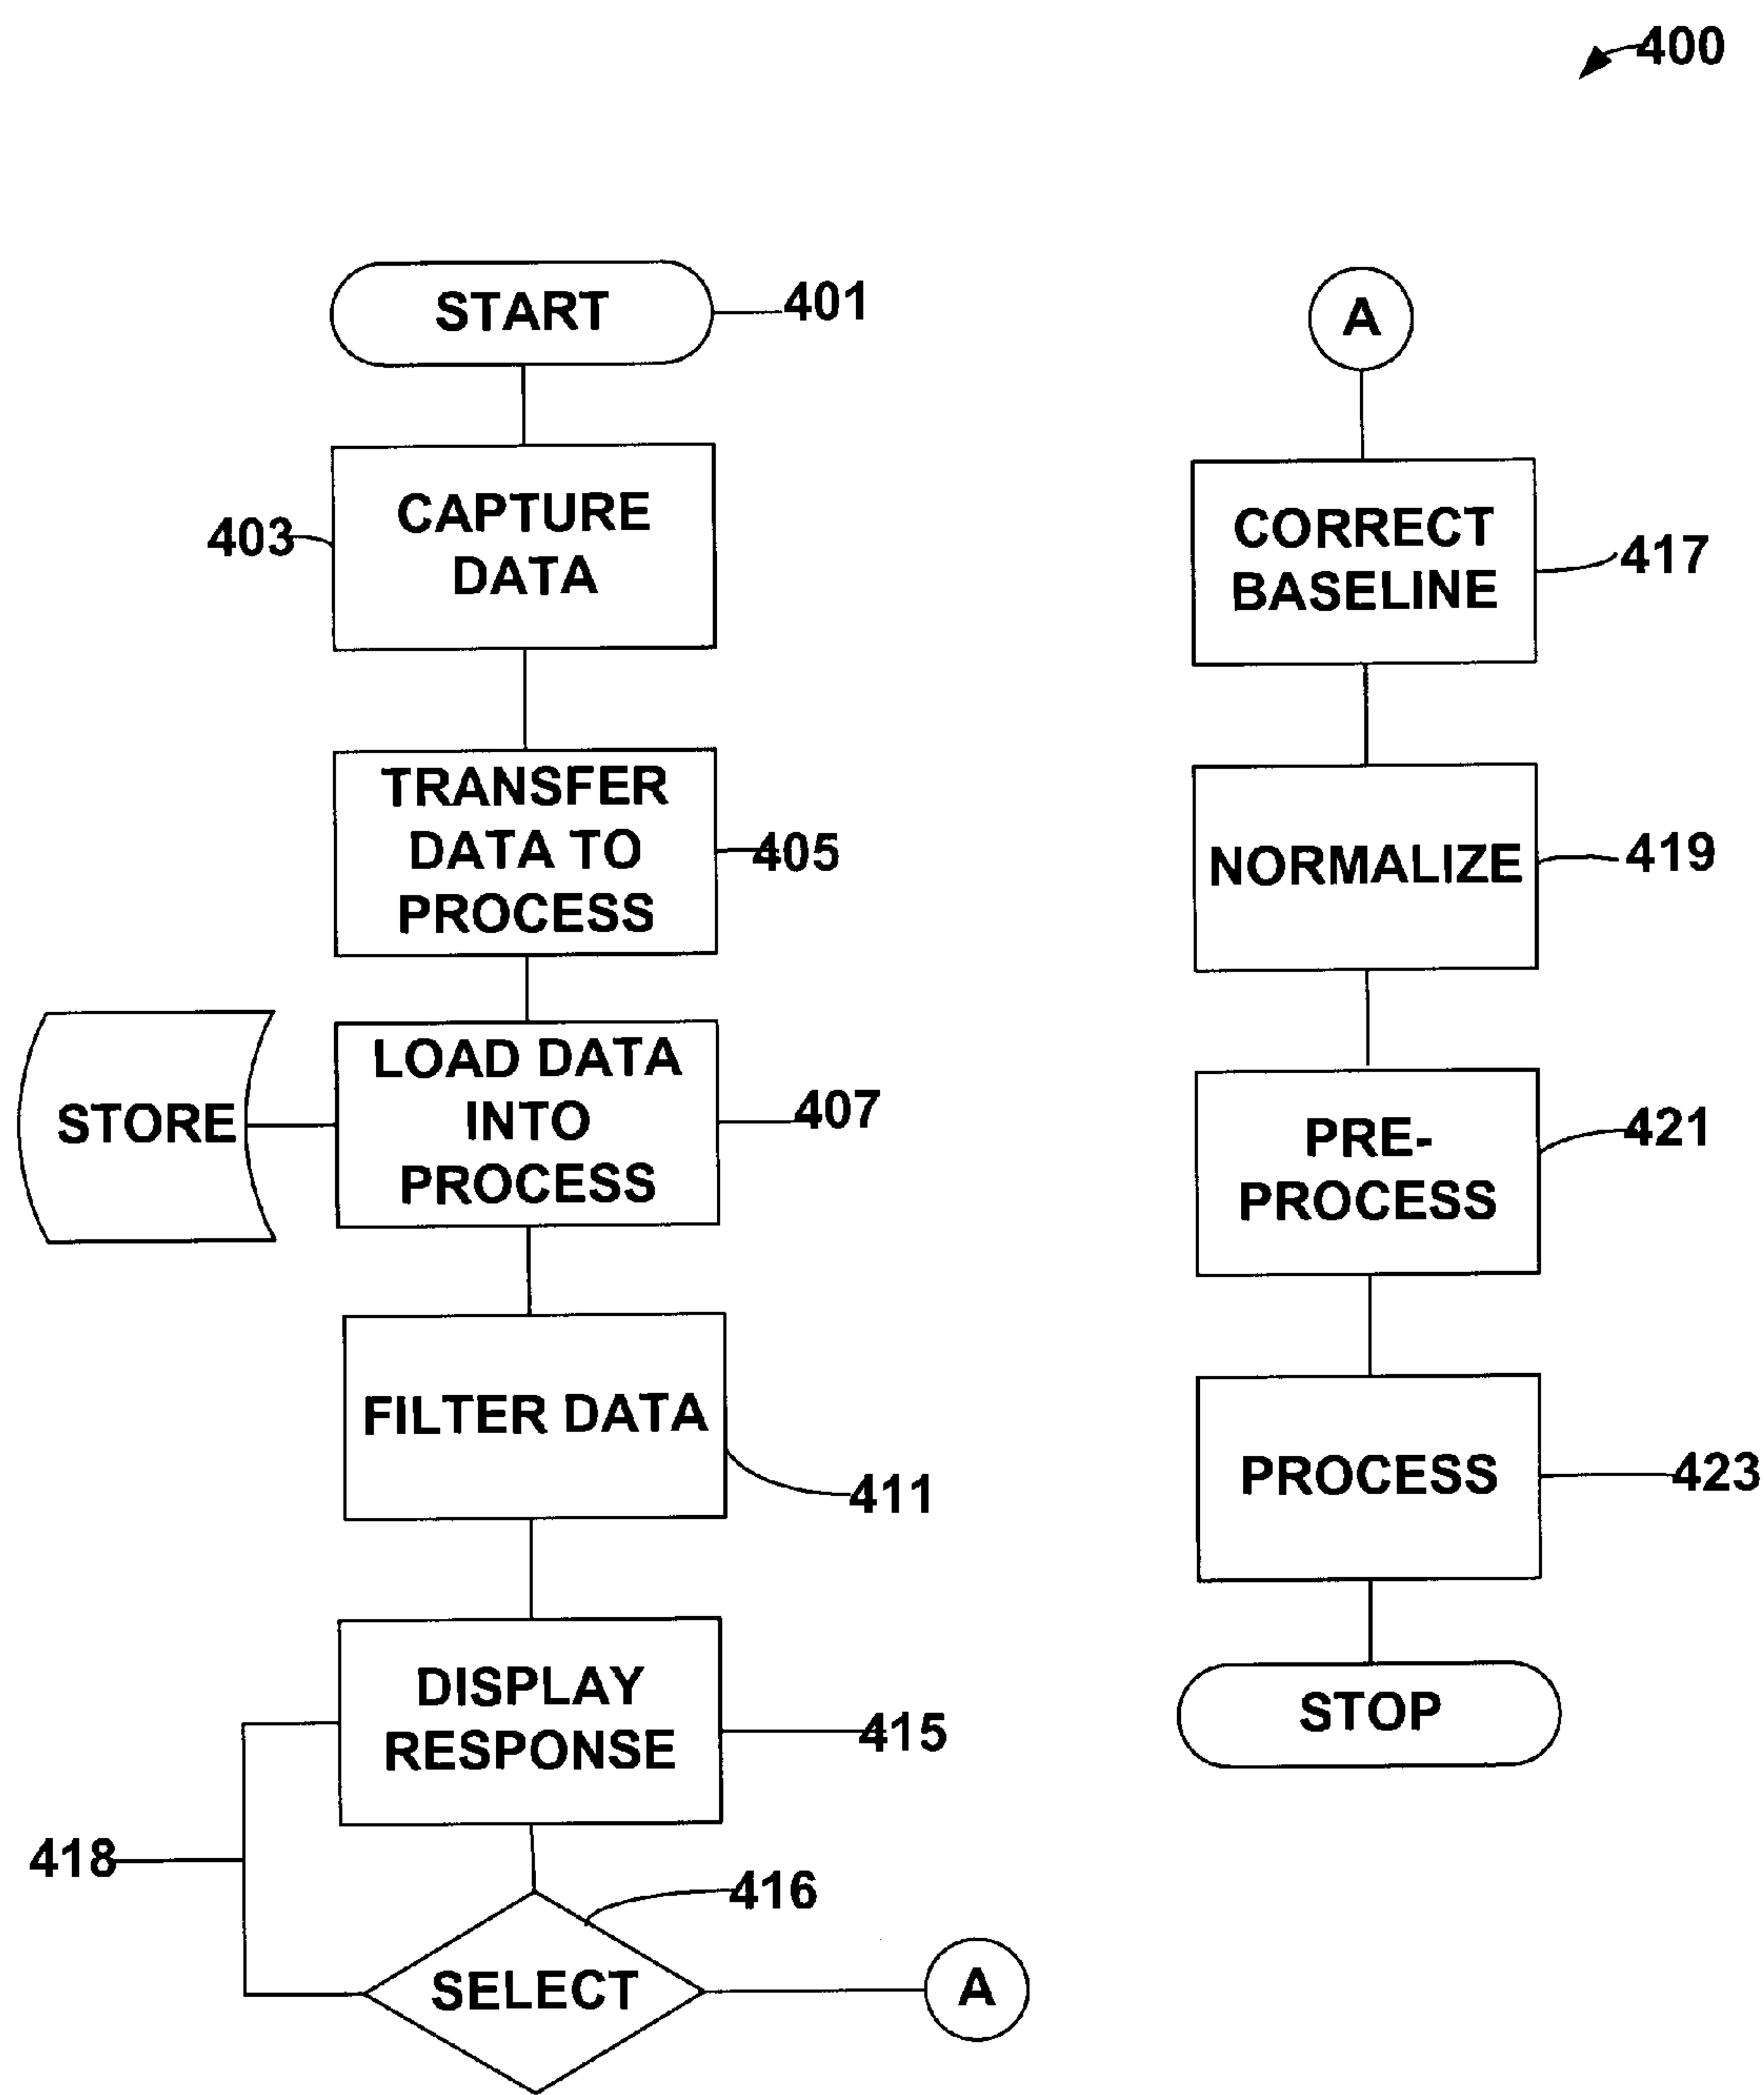 400
START
401
CAPTURE
DATA
403
TRANSFER
DATA TO
PROCESS
405
STORE
LOAD DATA
INTO
PROCESS
407
FILTER DATA
411
DISPLAY
RESPONSE
415
418
416
SELECT
A
A
CORRECT
BASELINE
417
NORMALIZE
419
PRE-
PROCESS
421
PROCESS
423
STOP